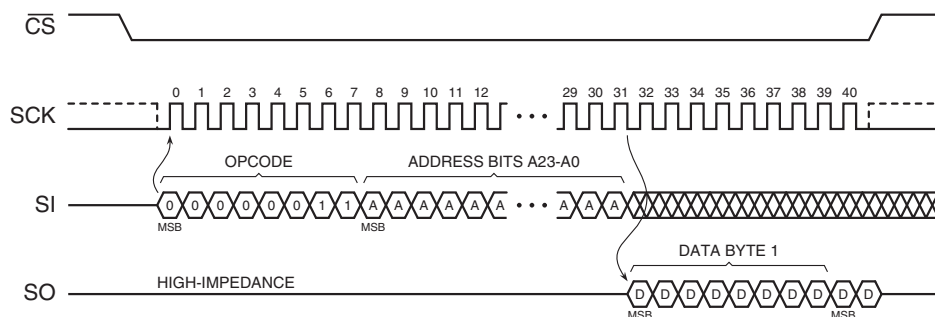 CS
SCK
0 1 2 3 4 5 6 7 8 9 10 11 12 29 30 31 32 33 34 35 36 37 38 39 40
OPCODE ADDRESS BITS A23-A0
SI
0 0 0 0 0 0 1 1 A A A A A A A A A
MSB MSB
DATA BYTE 1
SO
HIGH-IMPEDANCE
D D D D D D D D D D
MSB MSB